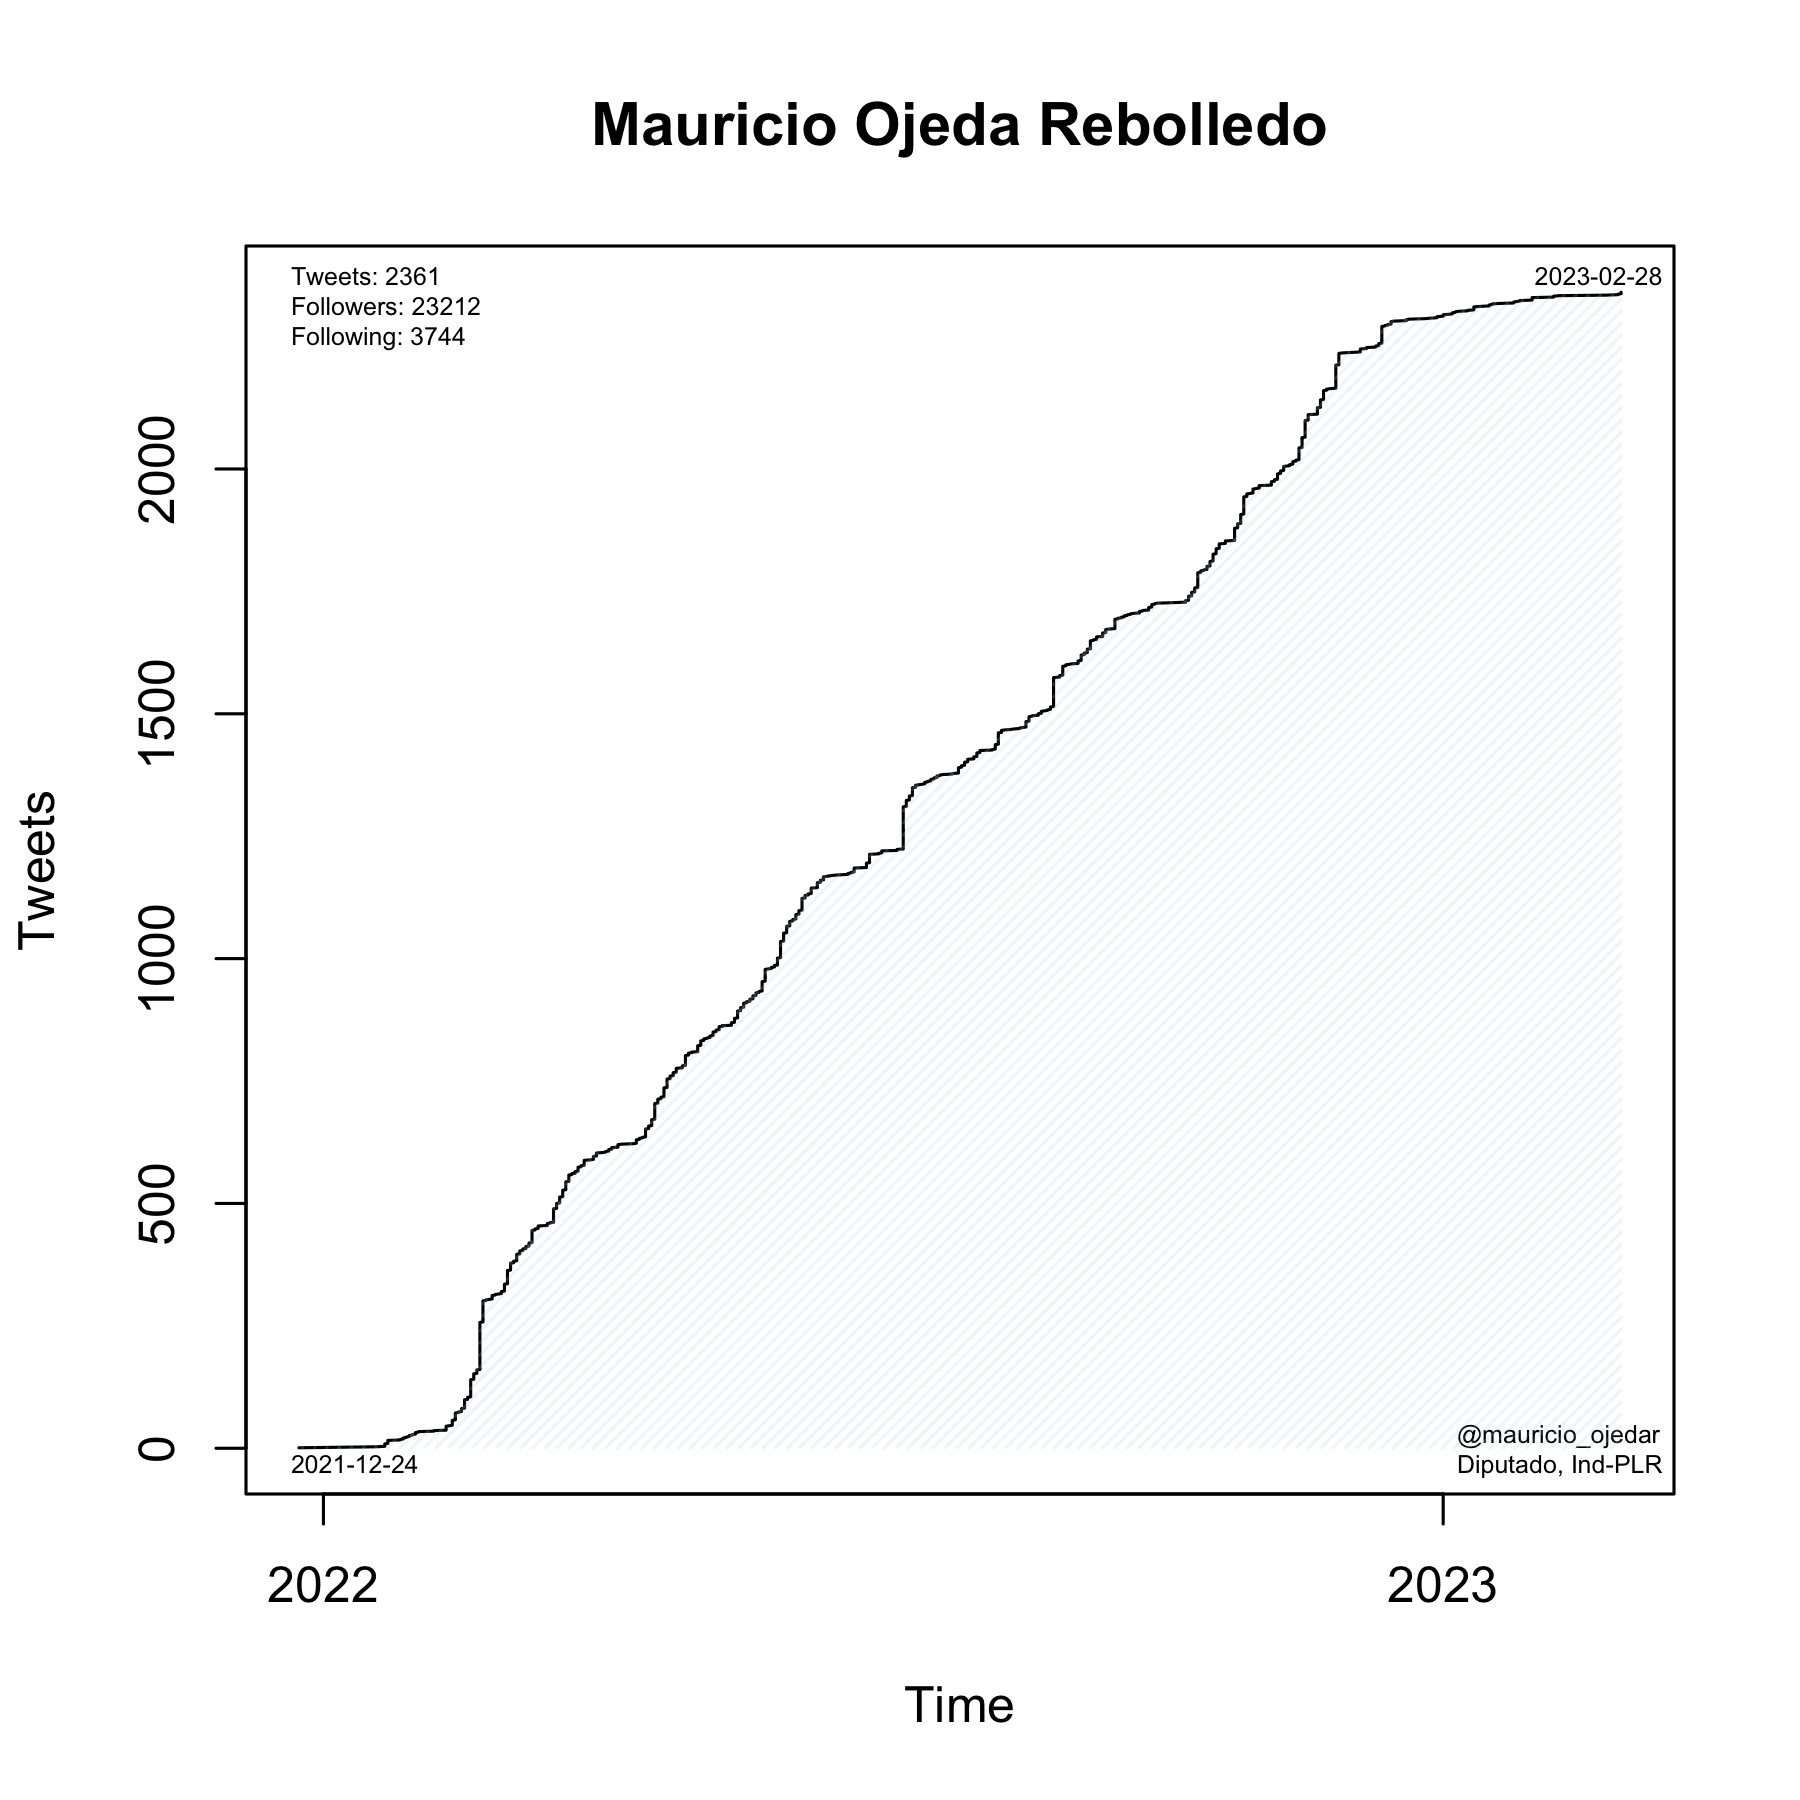 Mauricio Ojeda Rebolledo
Tweets: 2361
Followers: 23212
Following: 3744
2023-02-28
2000
1500
1000
500
0
Tweets
@mauricio_ojedar
Diputado, Ind-PLR
2021-12-24
2022
2023
Time